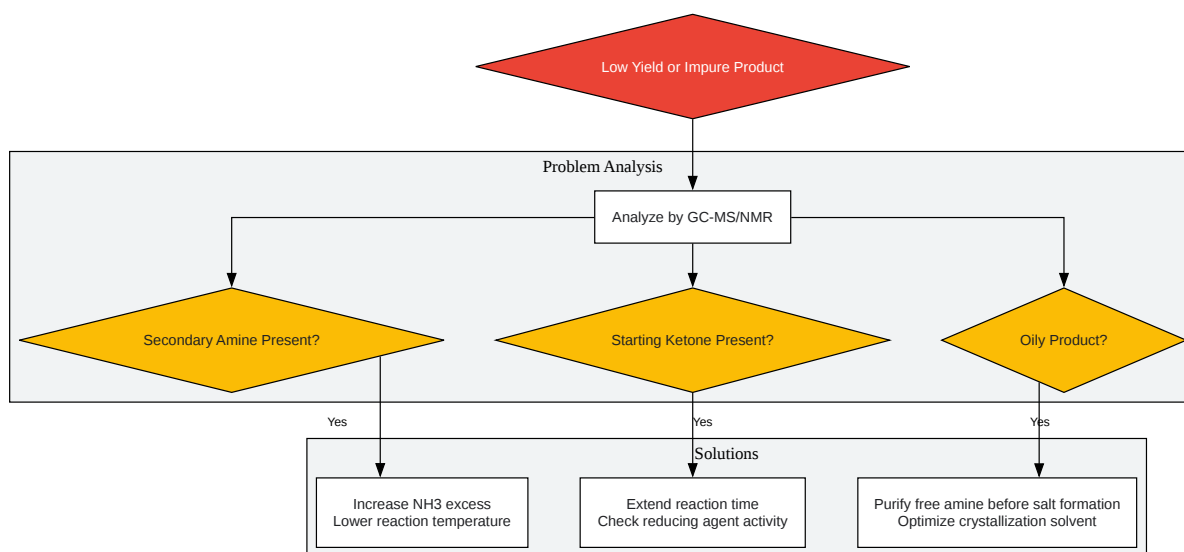 Low Yield or Impure Product
Problem Analysis
Analyze by GC-MS/NMR
Secondary Amine Present?
Starting Ketone Present?
Oily Product?
Yes
Yes
Yes
Solutions
Increase NH3 excess
Lower reaction temperature
Extend reaction time
Check reducing agent activity
Purify free amine before salt formation
Optimize crystallization solvent